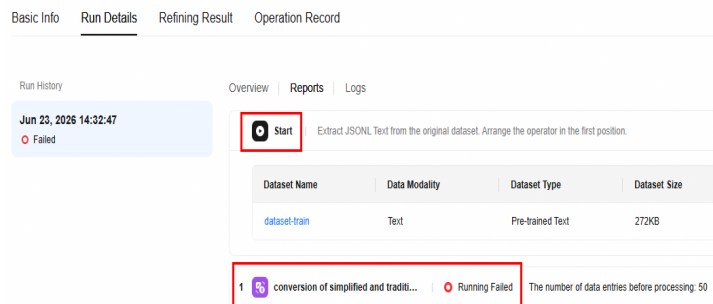 Basic Info Run Details Refining Result Operation Record
Run History
Jun 23, 2026 14:32:47
Failed
Overview Reports Logs
Start Extract JSONL Text from the original dataset. Arrange the operator in the first position.
Dataset Name Data Modality Dataset Type Dataset Size
dataset-train Text Pre-trained Text 272KB
1 conversion of simplified and traditi... Running Failed The number of data entries before processing: 50